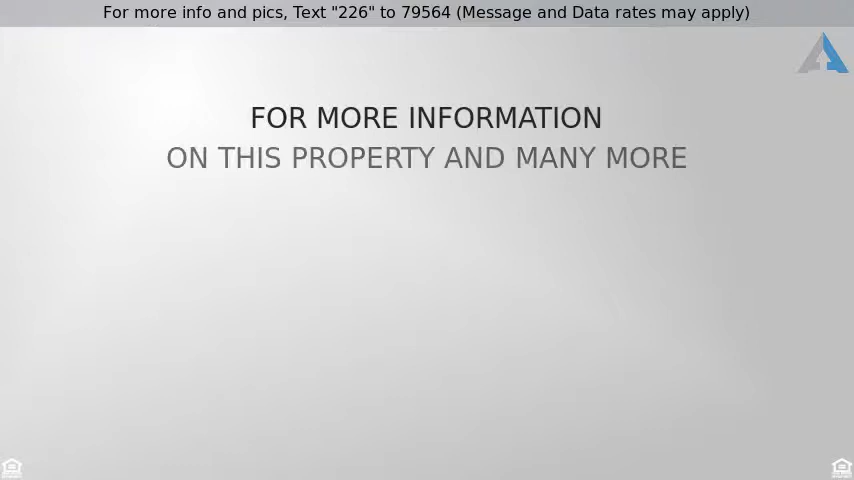 For more info and pics, Text "226" to 79564 (Message and Data rates may apply)
FOR MORE INFORMATION
ON THIS PROPERTY AND MANY MORE